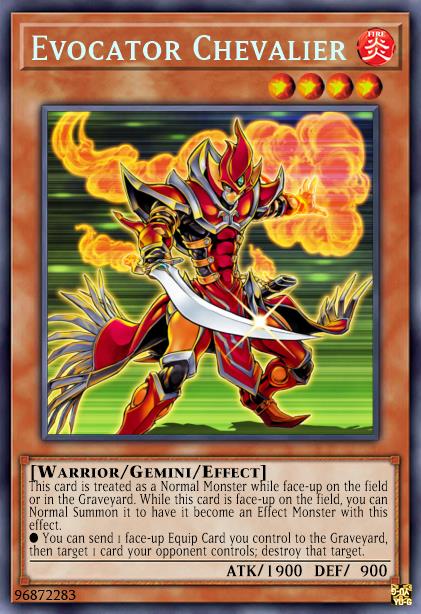 Evocator Chevalier
FIRE
炎
[Warrior/Gemini/Effect]
This card is treated as a Normal Monster while face-up on the field
or in the Graveyard. While this card is face-up on the field, you can
Normal Summon it to have it become an Effect Monster with this
effect.
● You can send 1 face-up Equip Card you control to the Graveyard,
then target 1 card your opponent controls; destroy that target.
ATK/1900 DEF/ 900
96872283